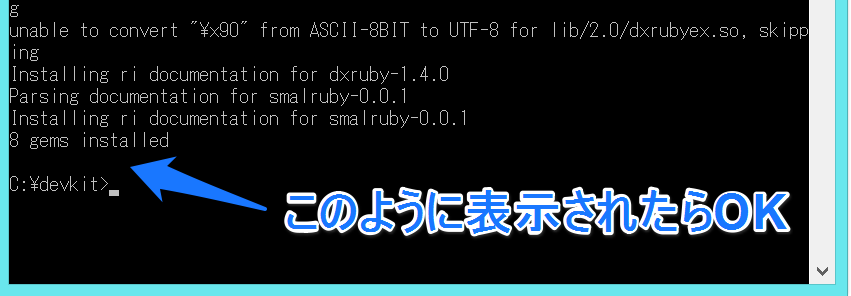 g
unable to convert "¥x90" from ASCII-8BIT to UTF-8 for lib/2.0/dxrubyex.so, skipp
ing
Installing ri documentation for dxruby-1.4.0
Parsing documentation for smalruby-0.0.1
Installing ri documentation for smalruby-0.0.1
8 gems installed
C:¥devkit>_
このように表示されたらOK